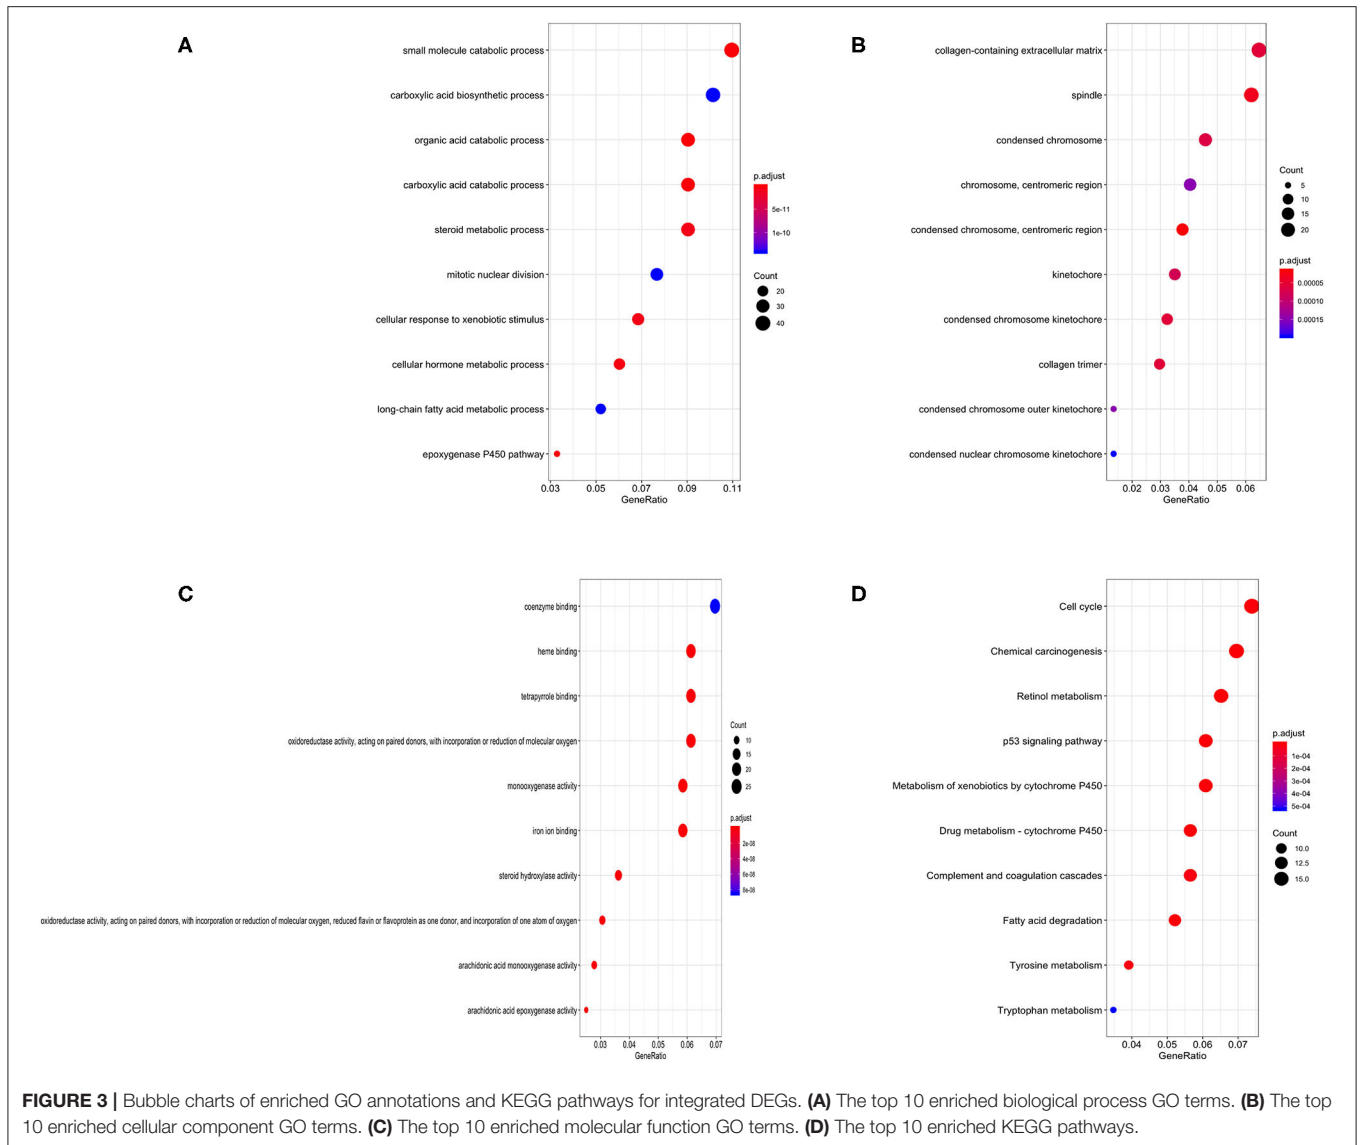 A
small molecule catabolic process
carboxylic acid biosynthetic process
organic acid catabolic process
carboxylic acid catabolic process
steroid metabolic process
mitotic nuclear division
cellular response to xenobiotic stimulus
cellular hormone metabolic process
long-chain fatty acid metabolic process
epoxygenase P450 pathway
0.03 0.05 0.07 0.09 0.11
GeneRatio
p.adjust
5e-11
1e-10
Count
20
30
40
B
collagen-containing extracellular matrix
spindle
condensed chromosome
chromosome, centromeric region
condensed chromosome, centromeric region
kinetochore
condensed chromosome kinetochore
collagen trimer
condensed chromosome outer kinetochore
condensed nuclear chromosome kinetochore
0.02 0.03 0.04 0.05 0.06
GeneRatio
Count
5
10
15
20
p.adjust
0.00005
0.00010
0.00015
C
coenzyme binding
heme binding
tetrapyrrole binding
oxidoreductase activity, acting on paired donors, with incorporation or reduction of molecular oxygen
monooxygenase activity
iron ion binding
steroid hydroxylase activity
oxidoreductase activity, acting on paired donors, with incorporation or reduction of molecular oxygen, reduced flavin or flavoprotein as one donor, and incorporation of one atom of oxygen
arachidonic acid monooxygenase activity
arachidonic acid epoxygenase activity
0.03 0.04 0.05 0.06 0.07
GeneRatio
Count
10
15
20
25
p.adjust
2e-08
4e-08
6e-08
8e-08
D
Cell cycle
Chemical carcinogenesis
Retinol metabolism
p53 signaling pathway
Metabolism of xenobiotics by cytochrome P450
Drug metabolism - cytochrome P450
Complement and coagulation cascades
Fatty acid degradation
Tyrosine metabolism
Tryptophan metabolism
0.04 0.05 0.06 0.07
GeneRatio
p.adjust
1e-04
2e-04
3e-04
4e-04
5e-04
Count
10.0
12.5
15.0
FIGURE 3 | Bubble charts of enriched GO annotations and KEGG pathways for integrated DEGs. (A) The top 10 enriched biological process GO terms. (B) The top
10 enriched cellular component GO terms. (C) The top 10 enriched molecular function GO terms. (D) The top 10 enriched KEGG pathways.